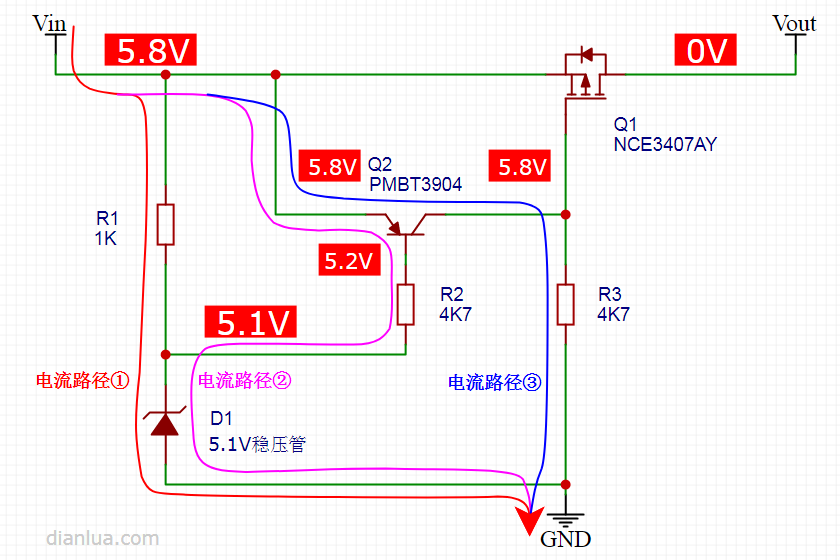 Vin
Vout
5.8V
0V
Q1
NCE3407AY
5.8V
Q2
PMBT3904
5.8V
R1
1K
5.2V
R2
4K7
R3
4K7
5.1V
电流路径①
电流路径②
电流路径③
D1
5.1V稳压管
dianlua.com
GND